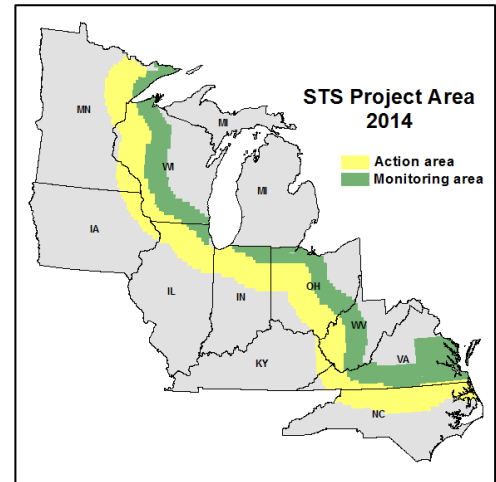 STS Project Area
2014
Action area
Monitoring area
MN
MI
WI
MI
IA
IL
IN
OH
WV
VA
KY
NC